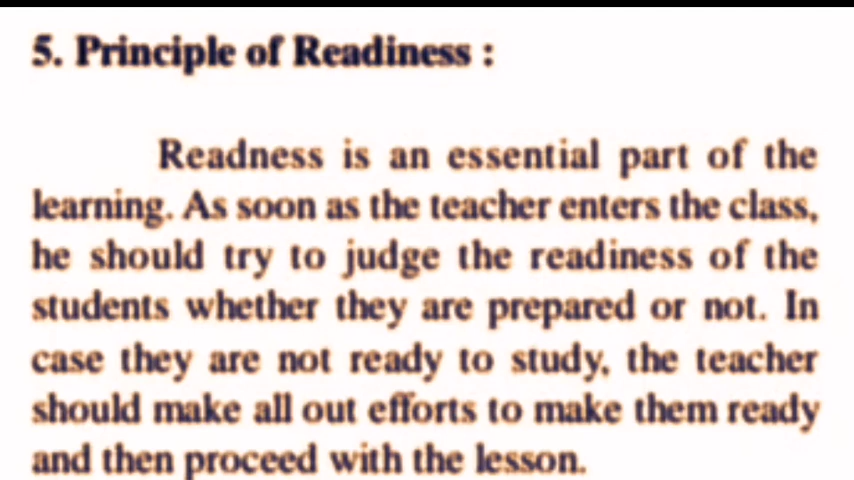 5. Principle of Readiness :
Readness is an essential part of the
learning. As soon as the teacher enters the class,
he should try to judge the readiness of the
students whether they are prepared or not. In
case they are not ready to study, the teacher
should make all out efforts to make them ready
and then proceed with the lesson.